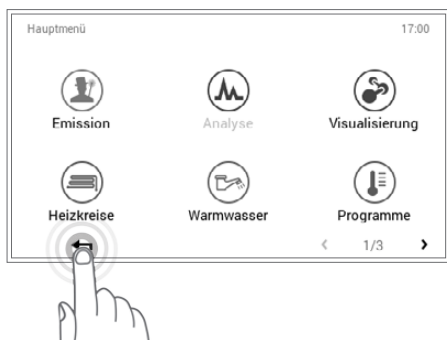 Hauptmenü 17:00
Emission Analyse Visualisierung
Heizkreise Warmwasser Programme
1/3